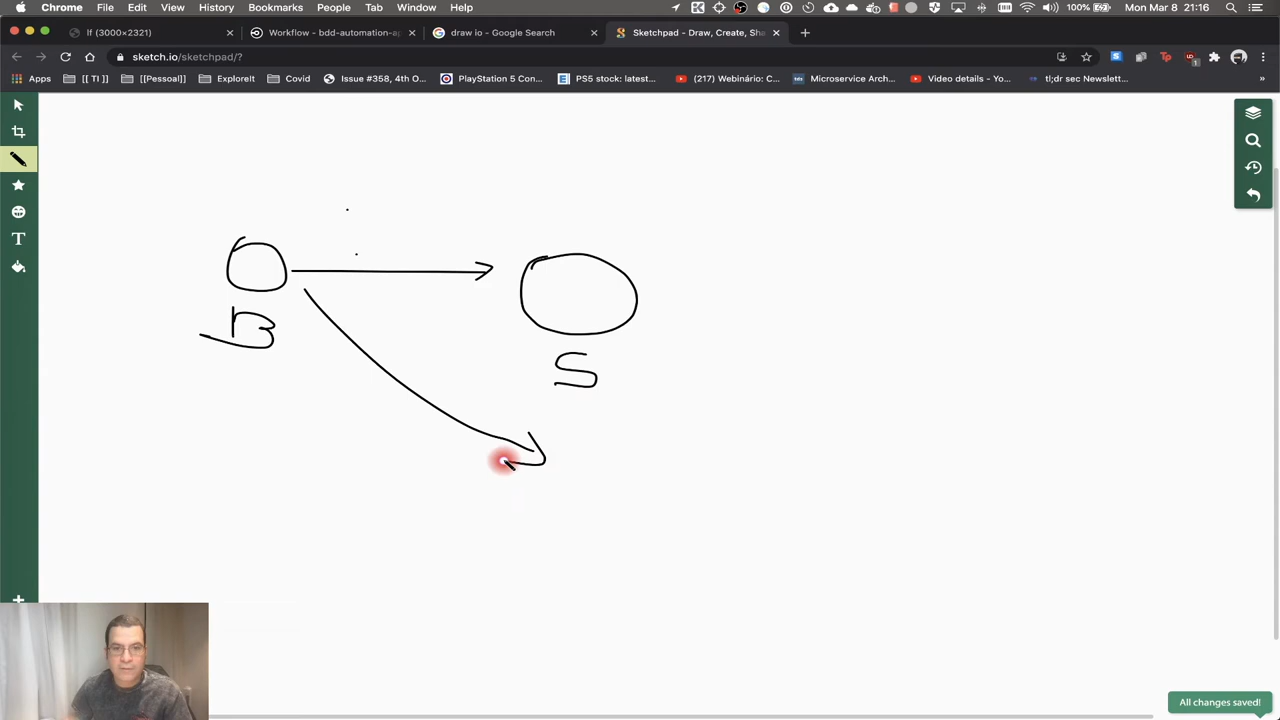 Chrome File Edit View History Bookmarks People Tab Window Help 100% Mon Mar 8 21:16
If (3000×2321) Workflow - bdd-automation-ap draw io - Google Search Sketchpad - Draw, Create, Sha
sketch.io/sketchpad/?
Apps [[ TI ]] [[Pessoal]] ExploreIt Covid Issue #358, 4th O... PlayStation 5 Con... PS5 stock: latest... (217) Webinário: C... Microservice Arch... Video details - Yo... tl;dr sec Newslett...
B
S
All changes saved!